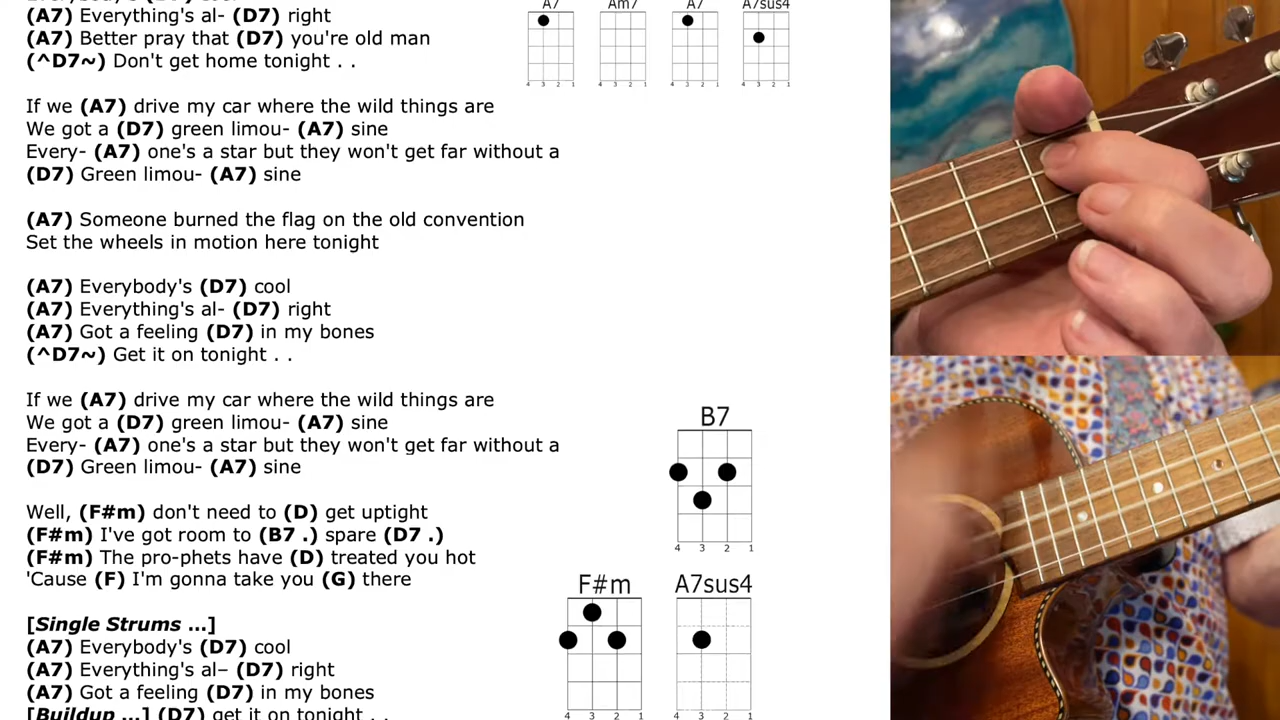 (A7) Everything's al- (D7) right
(A7) Better pray that (D7) you're old man
(^D7~) Don't get home tonight . .
If we (A7) drive my car where the wild things are
We got a (D7) green limou- (A7) sine
Every- (A7) one's a star but they won't get far without a
(D7) Green limou- (A7) sine
(A7) Someone burned the flag on the old convention
Set the wheels in motion here tonight
(A7) Everybody's (D7) cool
(A7) Everything's al- (D7) right
(A7) Got a feeling (D7) in my bones
(^D7~) Get it on tonight . .
If we (A7) drive my car where the wild things are
We got a (D7) green limou- (A7) sine
Every- (A7) one's a star but they won't get far without a
(D7) Green limou- (A7) sine
Well, (F#m) don't need to (D) get uptight
(F#m) I've got room to (B7 .) spare (D7 .)
(F#m) The pro-phets have (D) treated you hot
'Cause (F) I'm gonna take you (G) there
[Single Strums ...]
(A7) Everybody's (D7) cool
(A7) Everything's al– (D7) right
(A7) Got a feeling (D7) in my bones
[Buildup ...] (D7) get it on tonight . .
A7 Am7 A7 A7sus4
4 3 2 1 4 3 2 1 4 3 2 1 4 3 2 1
B7
4 3 2 1
F#m A7sus4
4 3 2 1 4 3 2 1